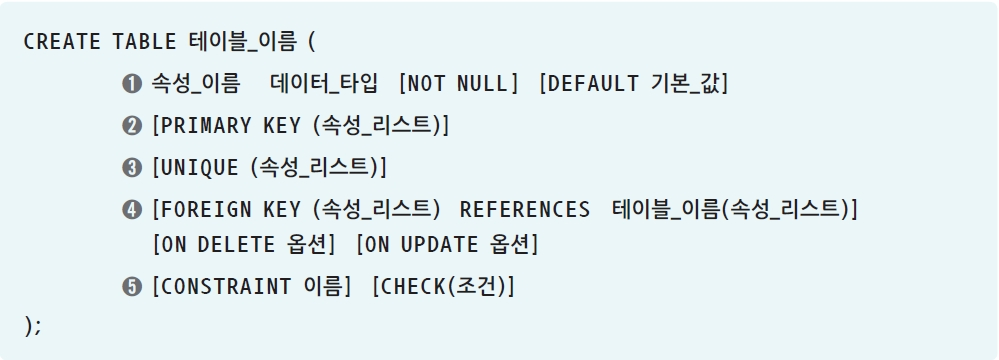 CREATE TABLE 테이블_이름 (
❶ 속성_이름 데이터_타입 [NOT NULL] [DEFAULT 기본_값]
❷ [PRIMARY KEY (속성_리스트)]
❸ [UNIQUE (속성_리스트)]
❹ [FOREIGN KEY (속성_리스트) REFERENCES 테이블_이름(속성_리스트)]
[ON DELETE 옵션] [ON UPDATE 옵션]
❺ [CONSTRAINT 이름] [CHECK(조건)]
);